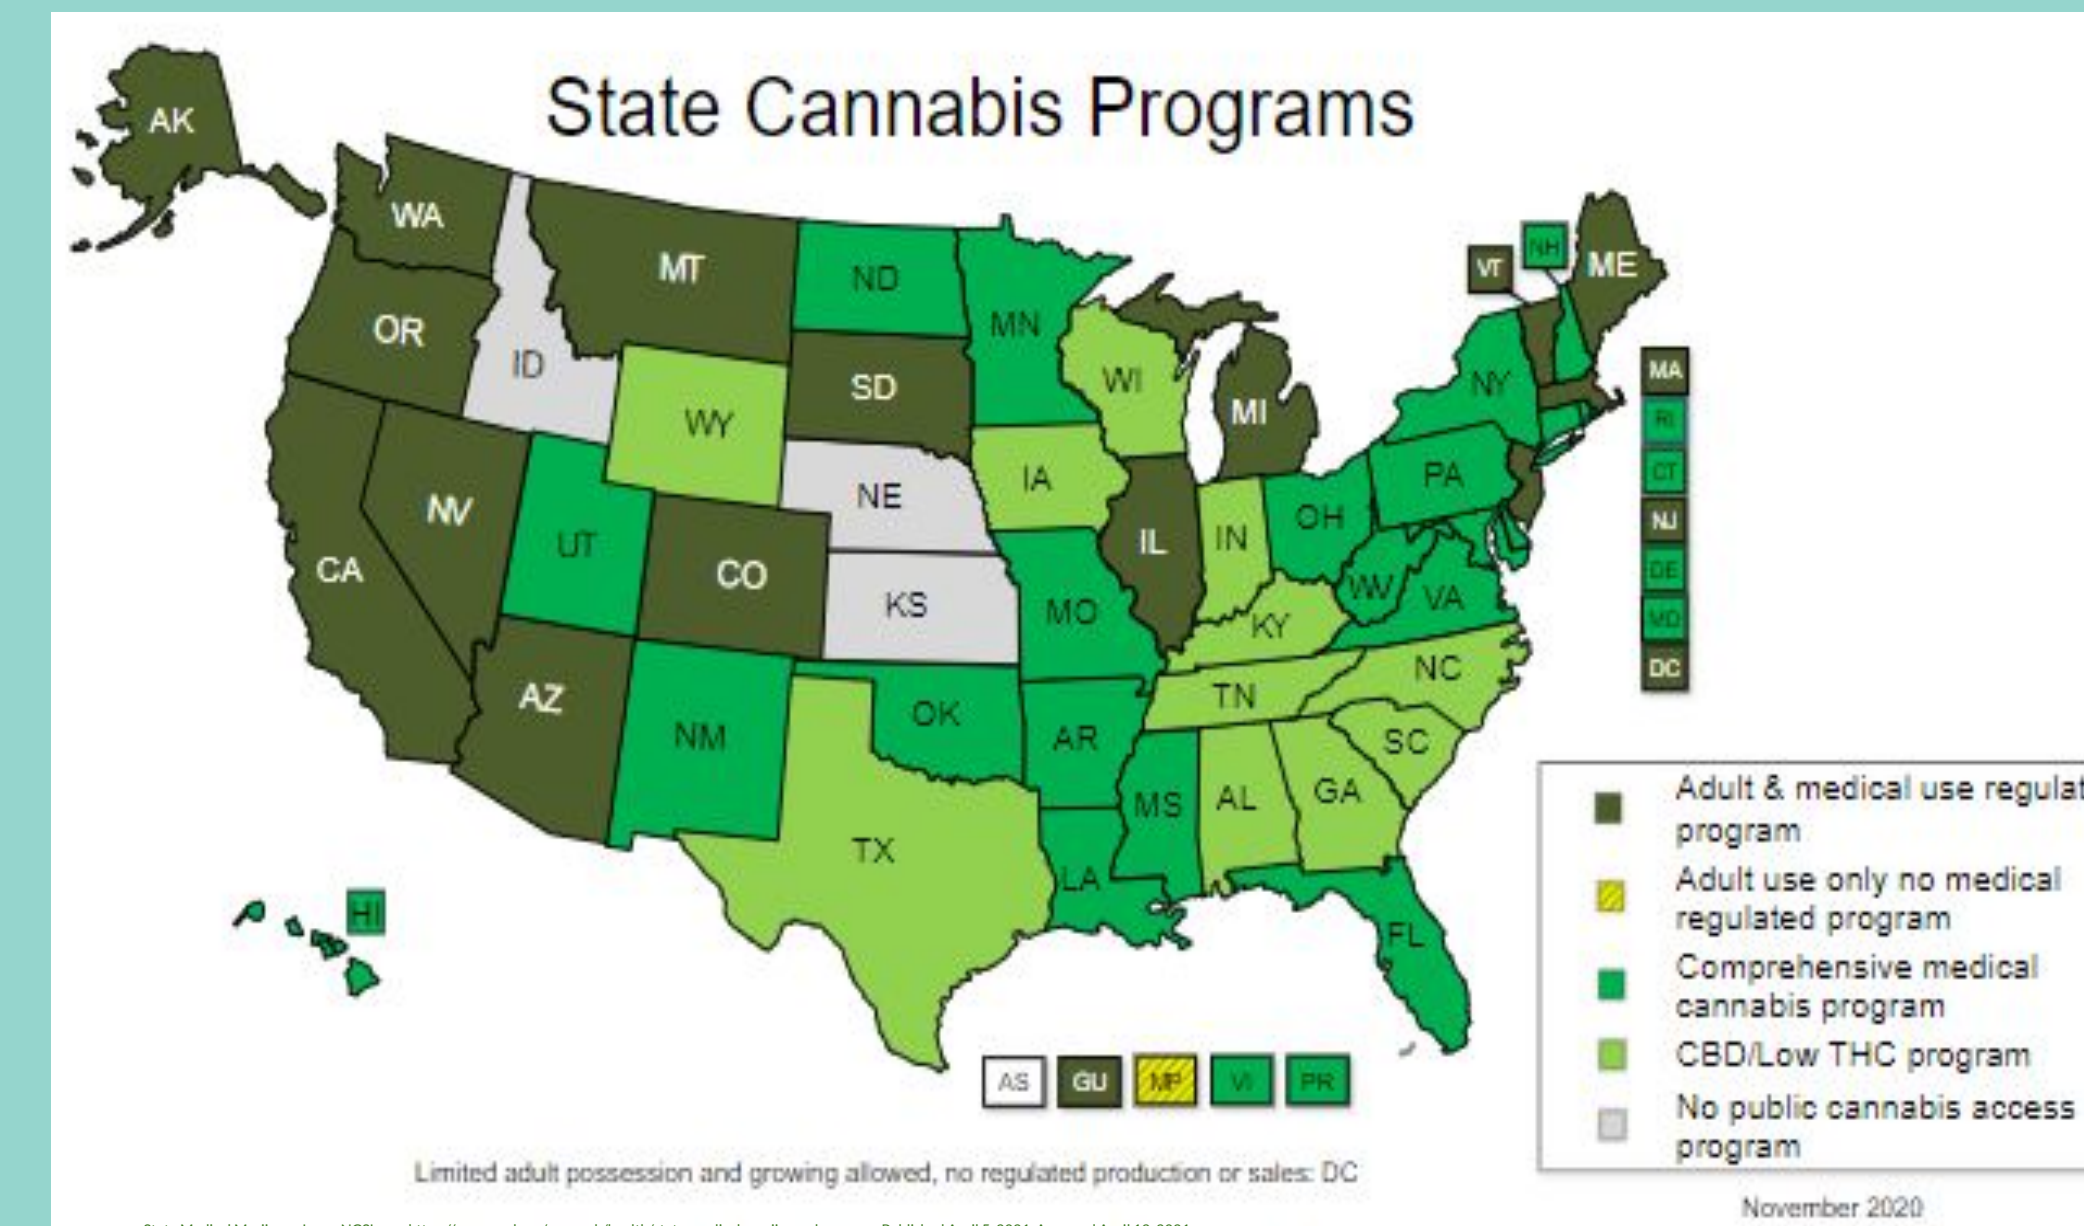 State Cannabis Programs
AK
WA
MT
ND
MN
VT
NH
ME
OR
ID
SD
WI
MI
NY
MA
WY
RI
NE
IA
PA
CT
NV
UT
CO
IL
IN
OH
NJ
CA
KS
MO
WV
VA
DE
KY
MD
NC
DC
AZ
NM
OK
TN
AR
SC
TX
MS
AL
GA
LA
HI
FL
AS
GU
MP
VI
PR
Adult & medical use regulat
program
Adult use only no medical
regulated program
Comprehensive medical
cannabis program
CBD/Low THC program
No public cannabis access
program
Limited adult possession and growing allowed, no regulated production or sales: DC
November 2020